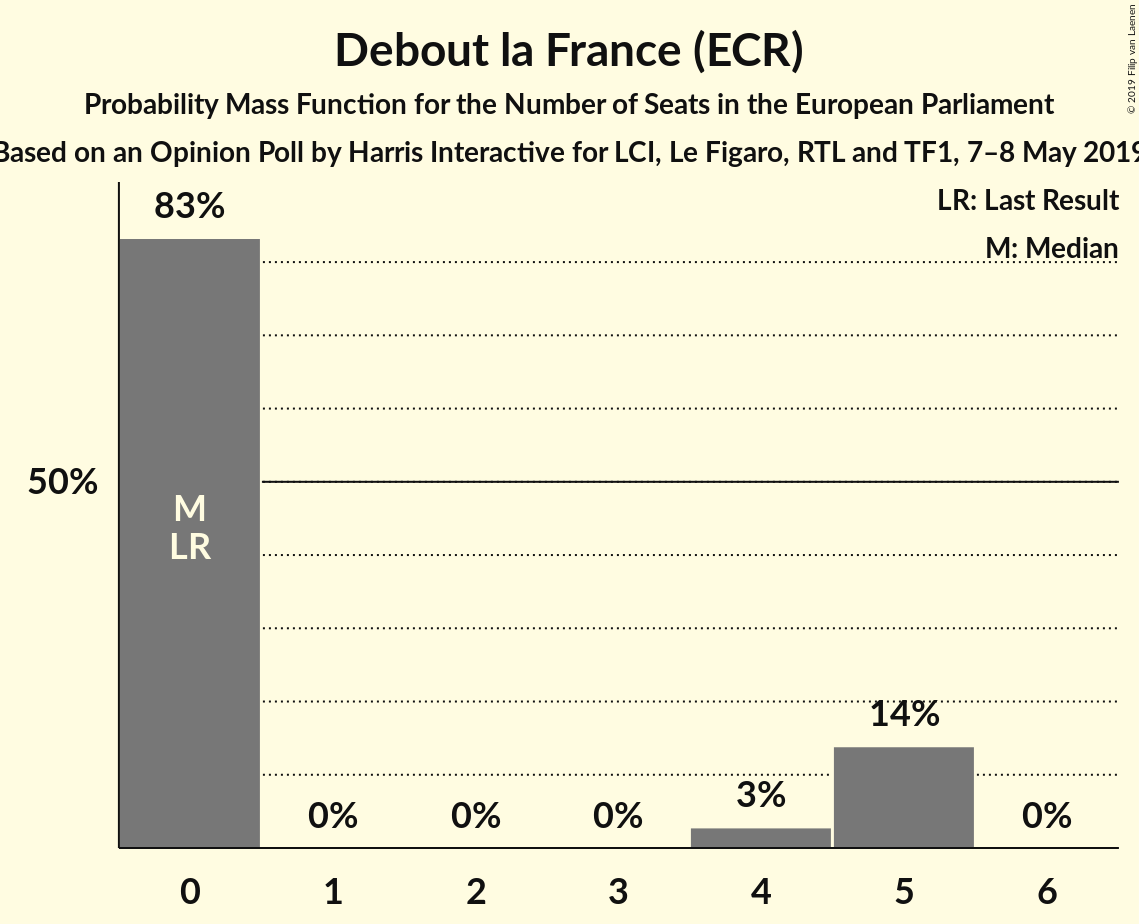 Debout la France (ECR)
Probability Mass Function for the Number of Seats in the European Parliament
Based on an Opinion Poll by Harris Interactive for LCI, Le Figaro, RTL and TF1, 7–8 May 2019
© 2019 Filip van Laenen
LR: Last Result
M: Median
83%
50%
M
LR
0% 0% 0% 3% 14% 0%
0 1 2 3 4 5 6